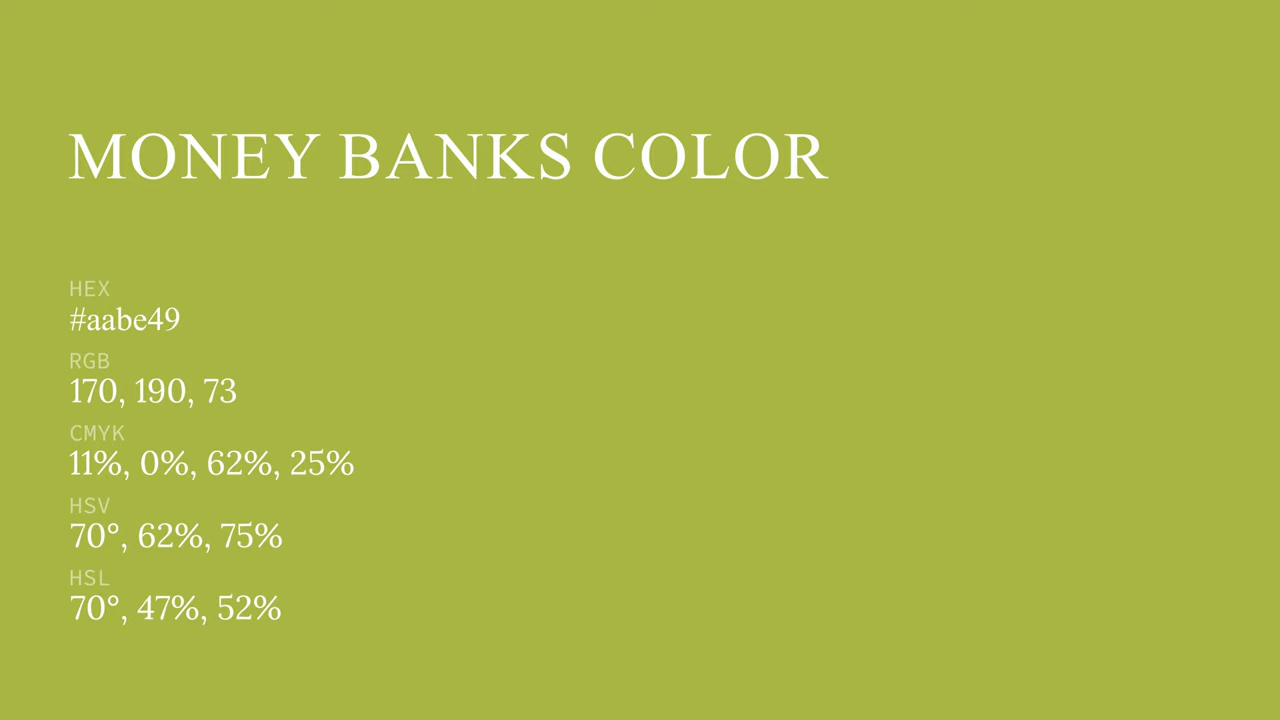 MONEY BANKS COLOR
HEX
#aabe49
RGB
170, 190, 73
CMYK
11%, 0%, 62%, 25%
HSV
70°, 62%, 75%
HSL
70°, 47%, 52%